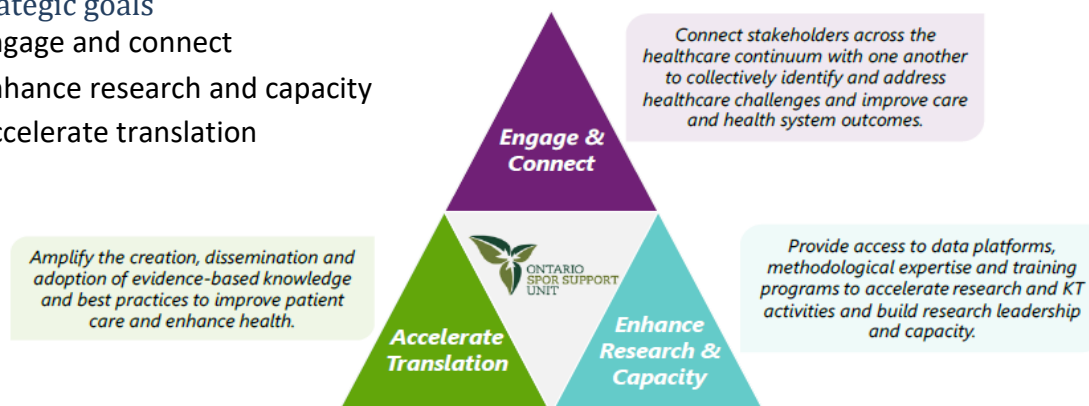 ategic goals
gage and connect
hance research and capacity
ccelerate translation
Connect stakeholders across the
healthcare continuum with one another
to collectively identify and address
healthcare challenges and improve care
and health system outcomes.
Engage &
Connect
Amplify the creation, dissemination and
adoption of evidence-based knowledge
and best practices to improve patient
care and enhance health.
ONTARIO
SPOR SUPPORT
UNIT
Provide access to data platforms,
methodological expertise and training
programs to accelerate research and KT
activities and build research leadership
and capacity.
Accelerate
Translation
Enhance
Research &
Capacity